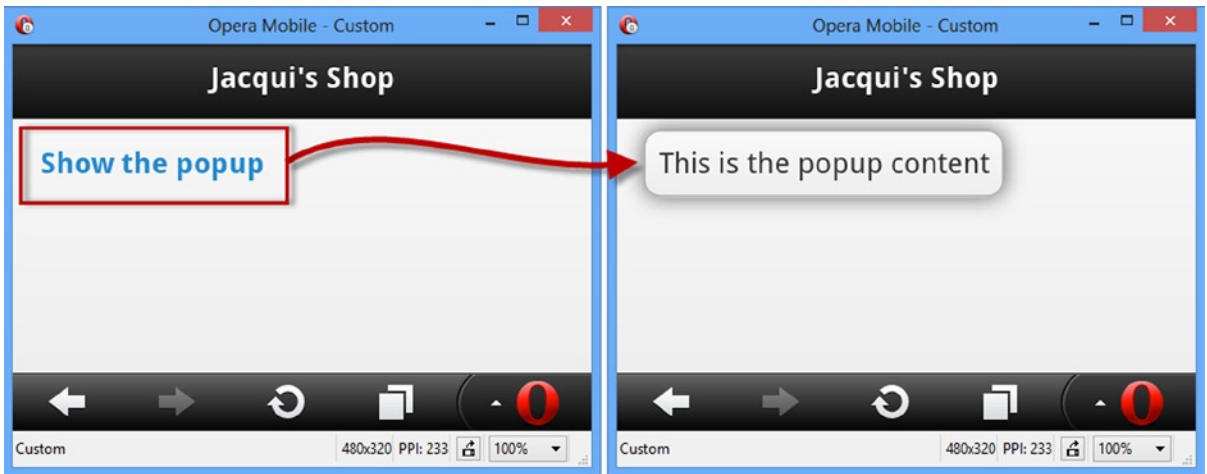 Opera Mobile - Custom
Jacqui's Shop
Show the popup
Custom
480x320 PPI: 233
100%
Opera Mobile - Custom
Jacqui's Shop
This is the popup content
Custom
480x320 PPI: 233
100%